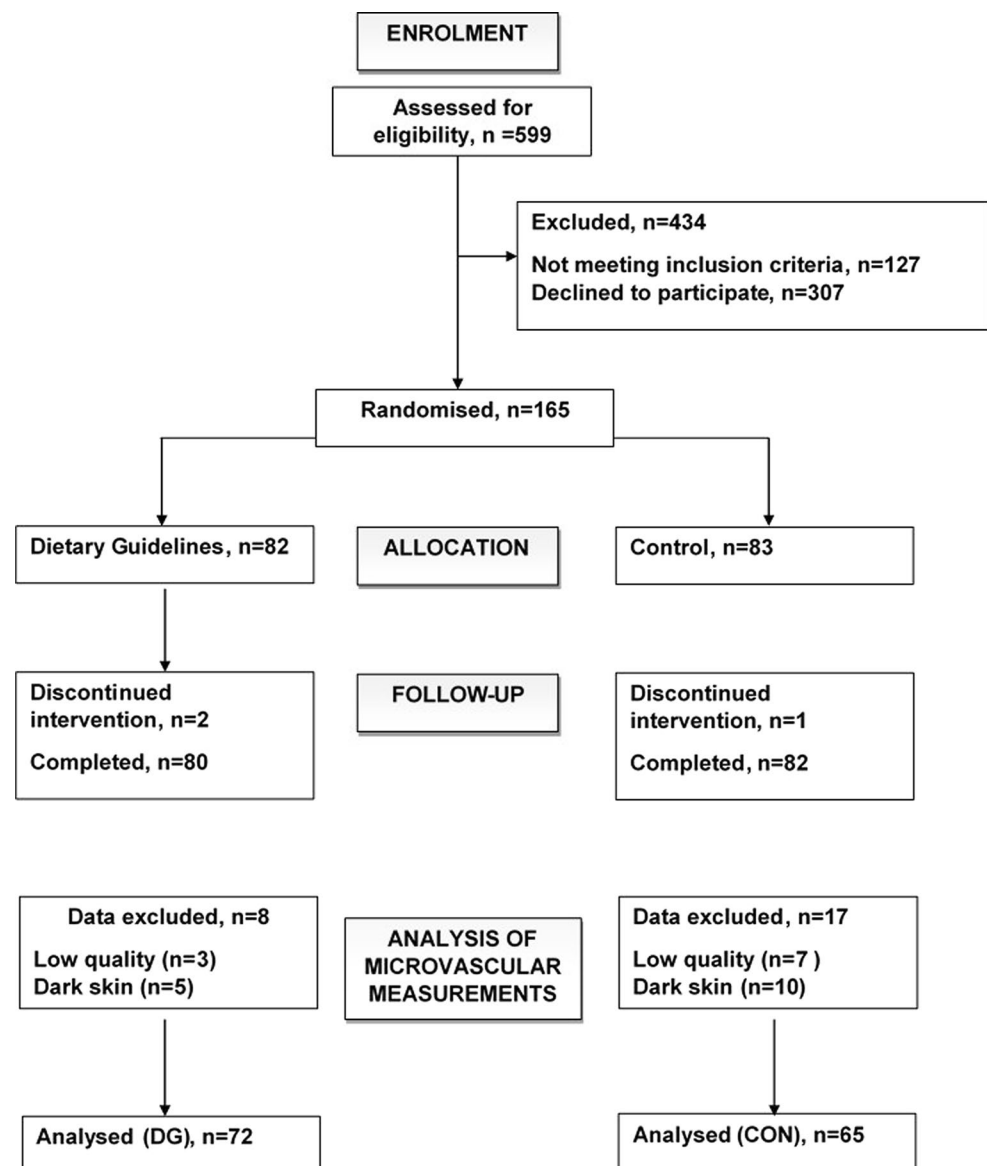 ENROLMENT
Assessed for
eligibility, n =599
Excluded, n=434
Not meeting inclusion criteria, n=127
Declined to participate, n=307
Randomised, n=165
Dietary Guidelines, n=82
ALLOCATION
Control, n=83
Discontinued
intervention, n=2
Completed, n=80
FOLLOW-UP
Discontinued
intervention, n=1
Completed, n=82
Data excluded, n=8
Low quality (n=3)
Dark skin (n=5)
ANALYSIS OF
MICROVASCULAR
MEASUREMENTS
Data excluded, n=17
Low quality (n=7 )
Dark skin (n=10)
Analysed (DG), n=72
Analysed (CON), n=65